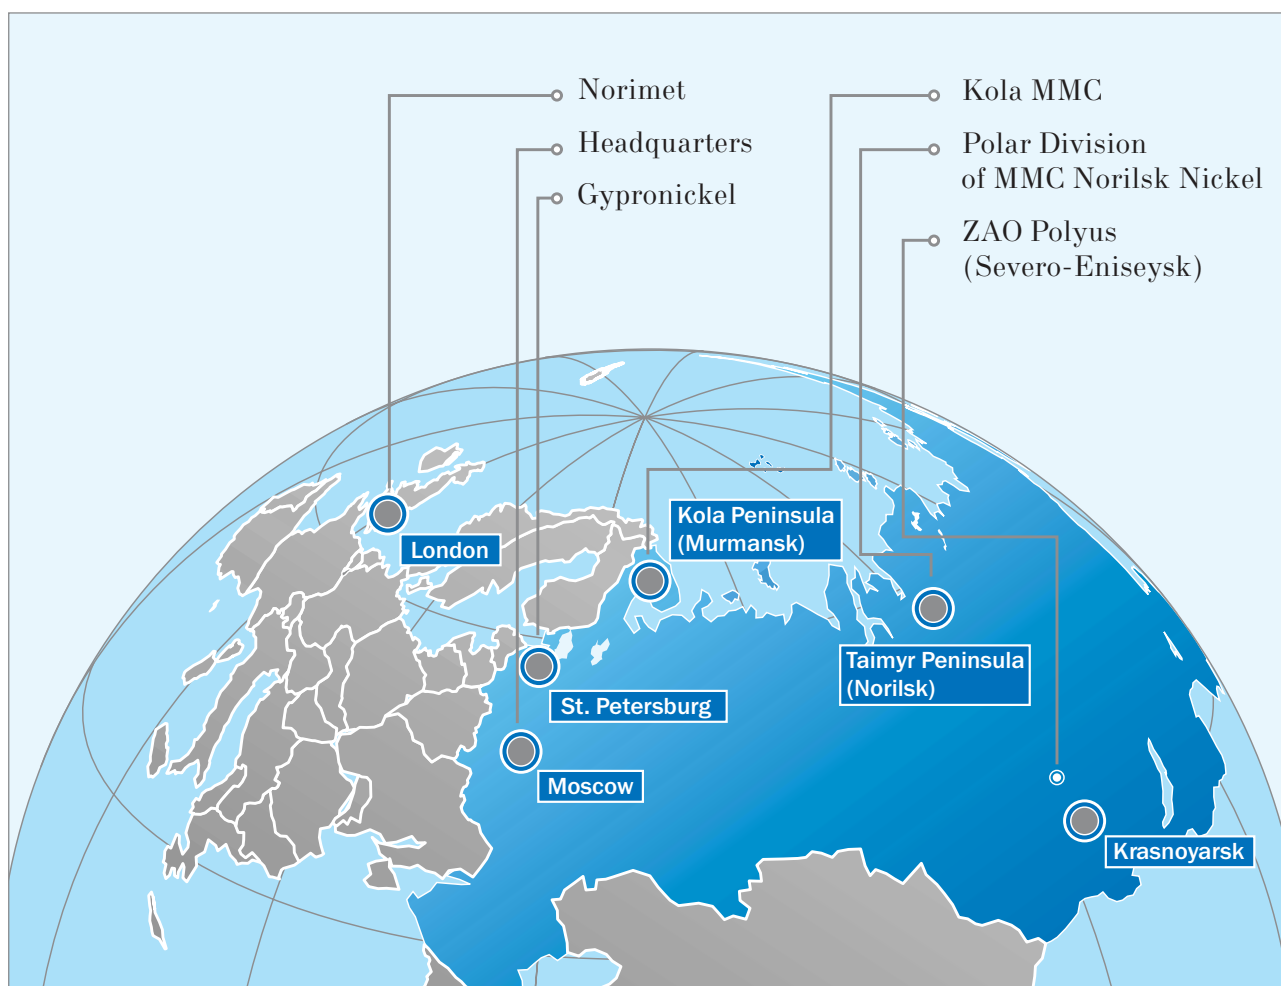 Norimet
Headquarters
Gypronickel
Kola MMC
Polar Division
of MMC Norilsk Nickel
ZAO Polyus
(Severo-Eniseysk)
London
Kola Peninsula
(Murmansk)
Taimyr Peninsula
(Norilsk)
St. Petersburg
Moscow
Krasnoyarsk